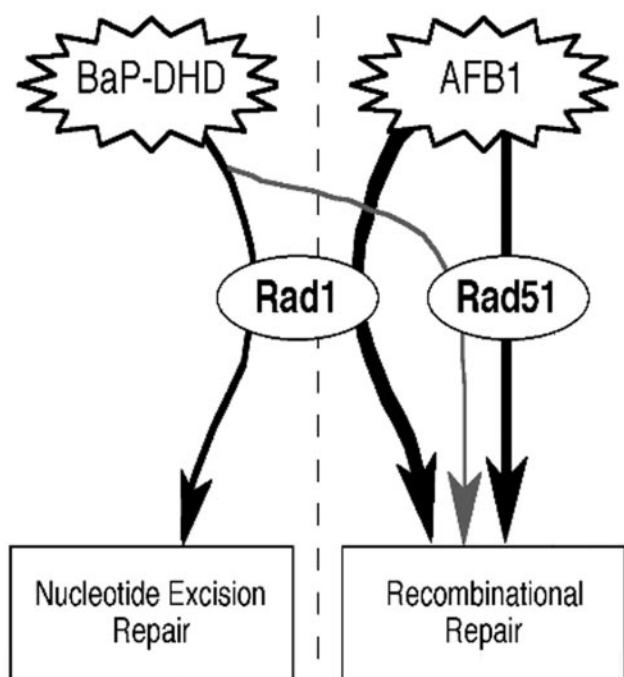 BaP-DHD
AFB1
Rad1
Rad51
Nucleotide Excision
Repair
Recombinational
Repair